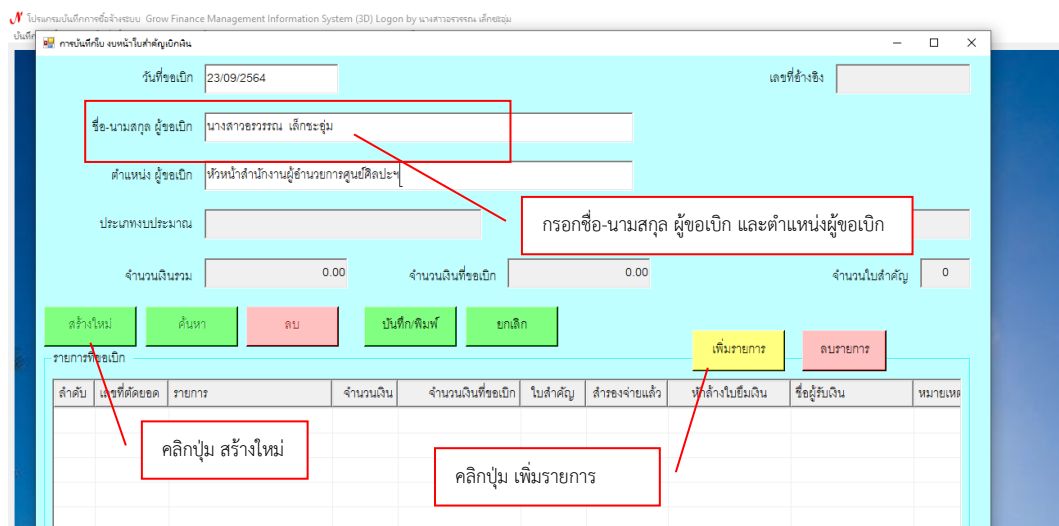 โปรแกรมบันทึกการซื้อจ้างระบบ Grow Finance Management Information System (3D) Logon by นางสาวอรวรรณ เล็กชะอุ่ม
การบันทึกใบ งบหน้าใบสำคัญเบิกเงิน
วันที่ขอเบิก 23/09/2564 เลขที่อ้างอิง
ชื่อ-นามสกุล ผู้ขอเบิก นางสาวอรวรรณ เล็กชะอุ่ม
ตำแหน่ง ผู้ขอเบิก หัวหน้าสำนักงานผู้อำนวยการศูนย์ศิลปะฯ
ประเภทงบประมาณ
กรอกชื่อ-นามสกุล ผู้ขอเบิก และตำแหน่งผู้ขอเบิก
จำนวนเงินรวม 0.00 จำนวนเงินที่ขอเบิก 0.00 จำนวนใบสำคัญ 0
สร้างใหม่ ค้นหา ลบ บันทึก/พิมพ์ ยกเลิก
เพิ่มรายการ ลบรายการ
รายการที่ขอเบิก
ลำดับ เลขที่ตัดยอด รายการ จำนวนเงิน จำนวนเงินที่ขอเบิก ใบสำคัญ สำรองจ่ายแล้ว หักล้างใบยืมเงิน ชื่อผู้รับเงิน หมายเหต
คลิกปุ่ม สร้างใหม่
คลิกปุ่ม เพิ่มรายการ